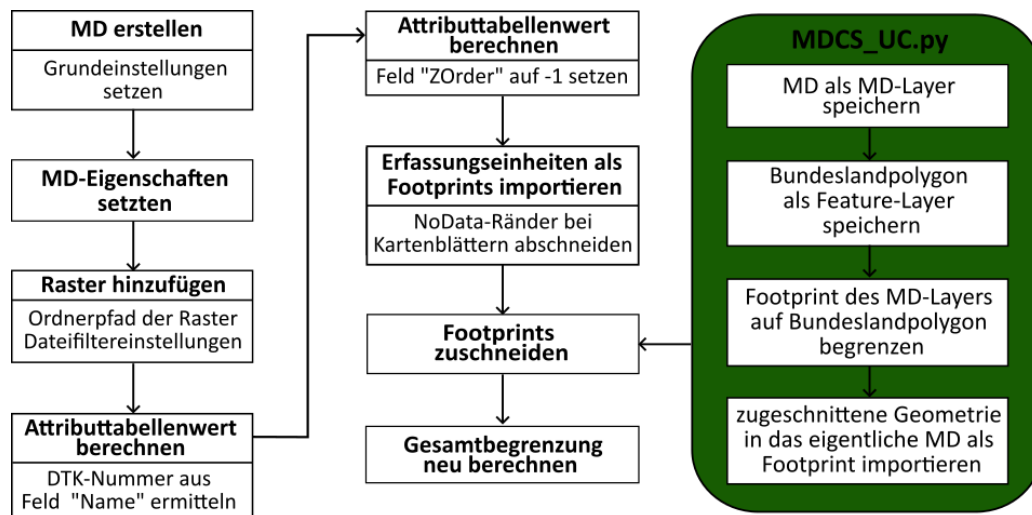 MD erstellen
Grundeinstellungen
setzen
MD-Eigenschaften
setzten
Raster hinzufügen
Ordnerpfad der Raster
Dateifiltereinstellungen
Attributtabellenwert
berechnen
DTK-Nummer aus
Feld "Name" ermitteln
Attributtabellenwert
berechnen
Feld "ZOrder" auf -1 setzen
Erfassungseinheiten als
Footprints importieren
NoData-Ränder bei
Kartenblättern abschneiden
Footprints
zuschneiden
Gesamtbegrenzung
neu berechnen
MDCS_UC.py
MD als MD-Layer
speichern
Bundeslandpolygon
als Feature-Layer
speichern
Footprint des MD-Layers
auf Bundeslandpolygon
begrenzen
zugeschnittene Geometrie
in das eigentliche MD als
Footprint importieren